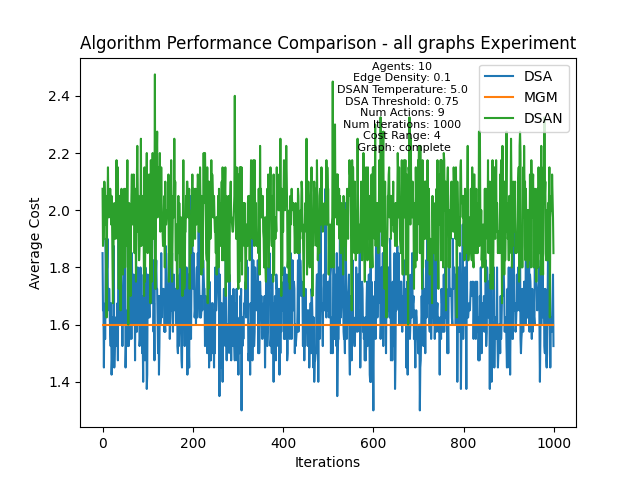 Algorithm Performance Comparison - all graphs Experiment
Agents: 10
Edge Density: 0.1
DSAN Temperature: 5.0
DSA Threshold: 0.75
Num Actions: 9
Num Iterations: 1000
Cost Range: 4
Graph: complete
DSA
MGM
DSAN
2.4
2.2
2.0
1.8
1.6
1.4
Average Cost
0
200
400
600
800
1000
Iterations